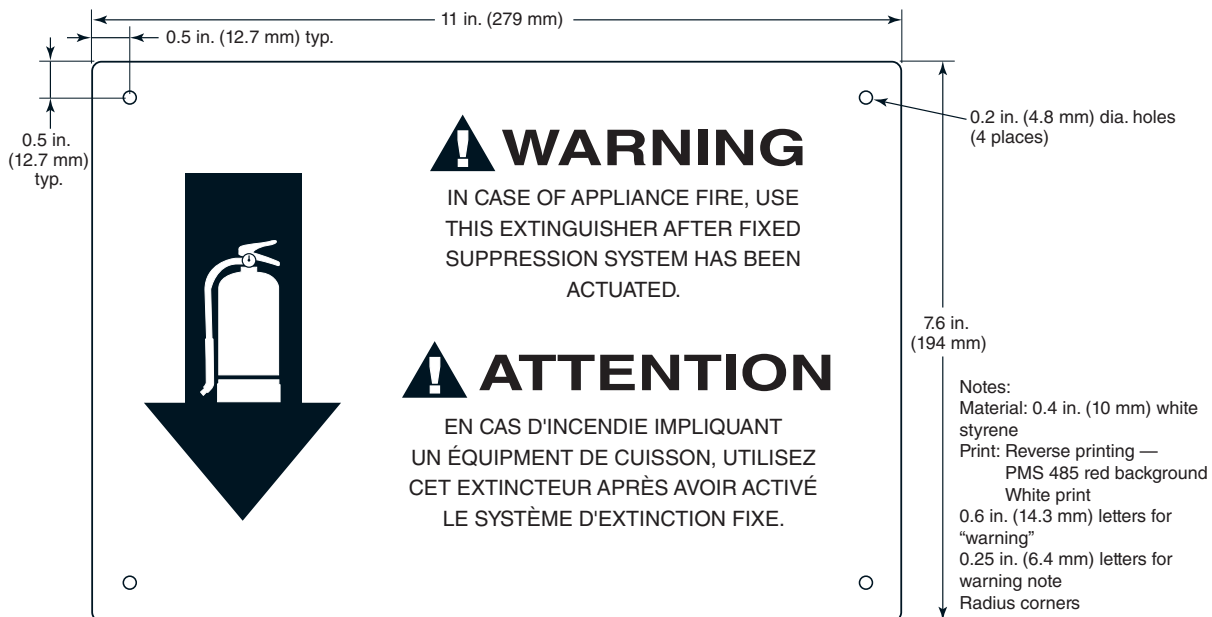 11 in. (279 mm)
0.5 in. (12.7 mm) typ.
0.5 in.
(12.7 mm)
typ.
0.2 in. (4.8 mm) dia. holes
(4 places)
WARNING
IN CASE OF APPLIANCE FIRE, USE
THIS EXTINGUISHER AFTER FIXED
SUPPRESSION SYSTEM HAS BEEN
ACTUATED.
7.6 in.
(194 mm)
ATTENTION
EN CAS D'INCENDIE IMPLIQUANT
UN ÉQUIPMENT DE CUISSON, UTILISEZ
CET EXTINCTEUR APRÈS AVOIR ACTIVÉ
LE SYSTÈME D'EXTINCTION FIXE.
Notes:
Material: 0.4 in. (10 mm) white
styrene
Print: Reverse printing —
PMS 485 red background
White print
0.6 in. (14.3 mm) letters for
“warning”
0.25 in. (6.4 mm) letters for
warning note
Radius corners